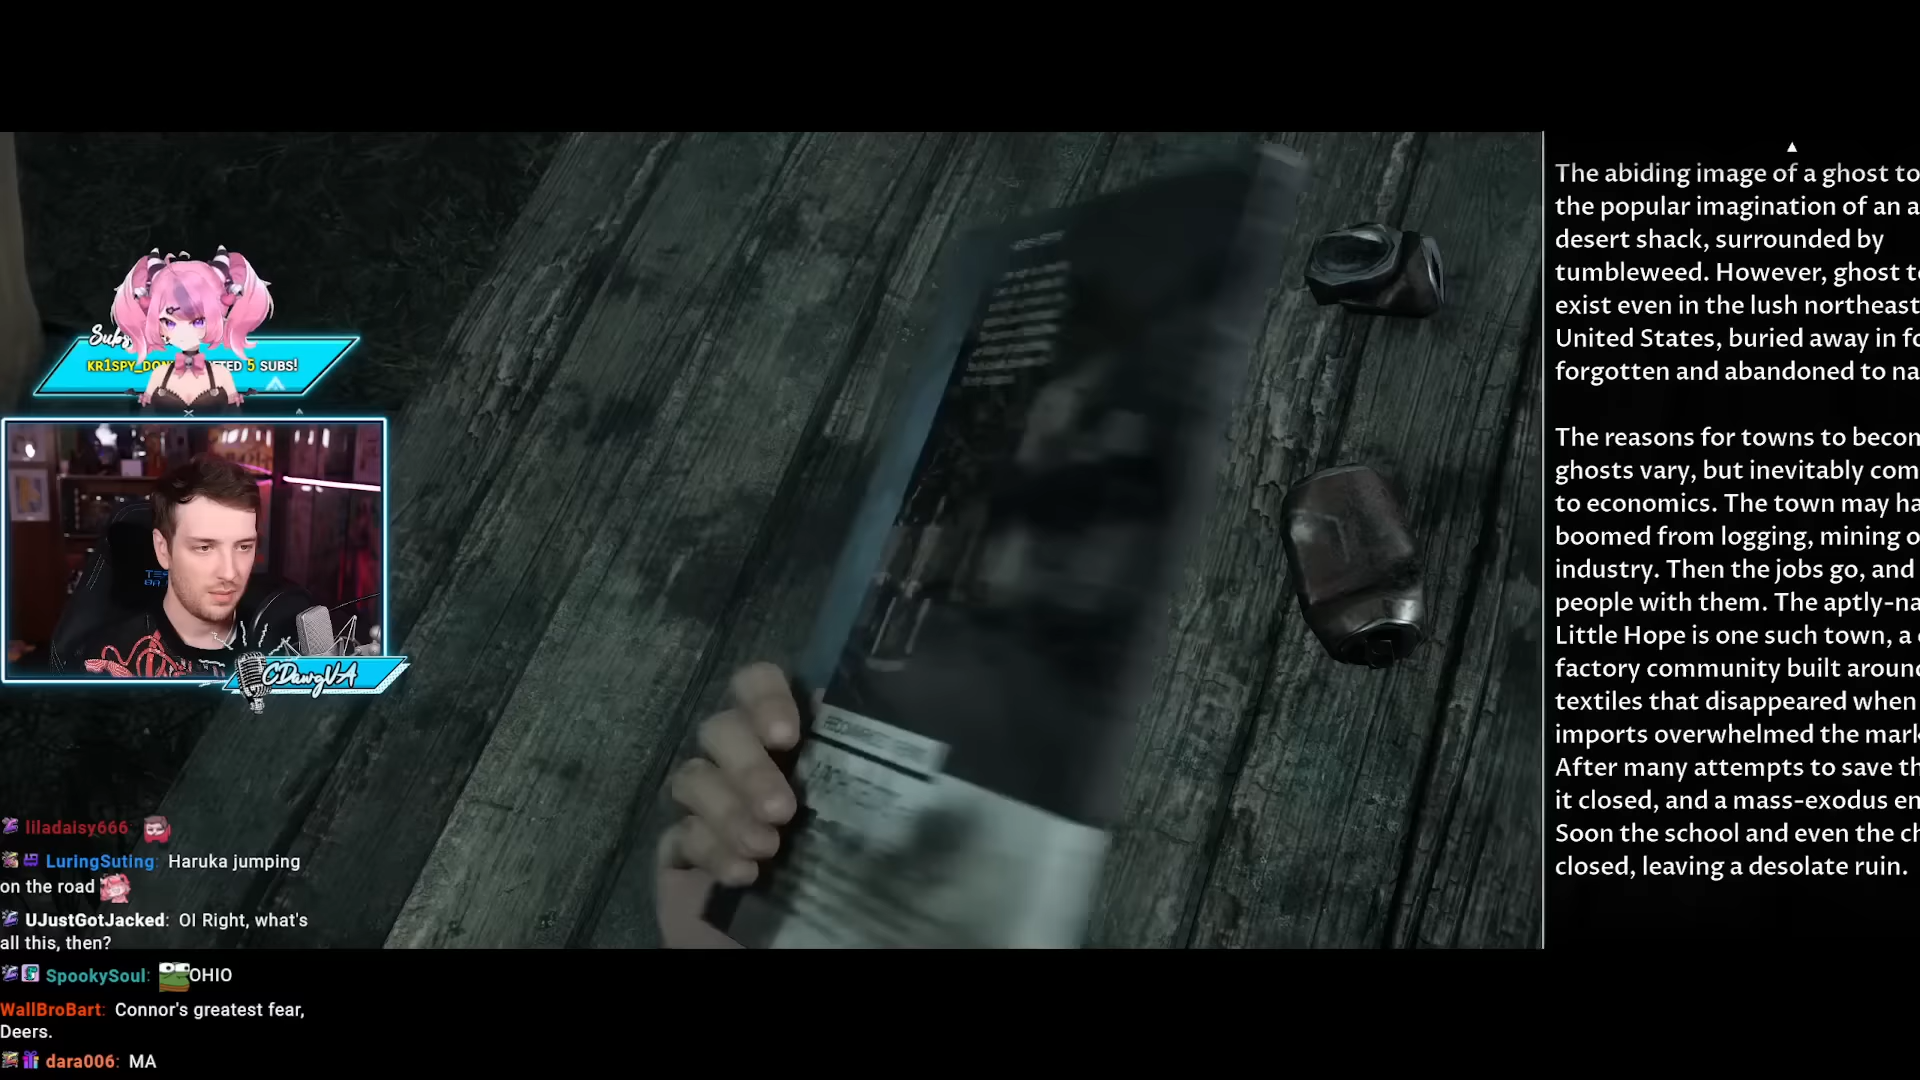 KR1SPY_DON
TED 5 SUBS!
CDawgVA
liladaisy666
LuringSuting: Haruka jumping
on the road
UJustGotJacked: OI Right, what's
all this, then?
SpookySoul: OHIO
WallBroBart: Connor's greatest fear,
Deers.
dara006: MA
The abiding image of a ghost to
the popular imagination of an a
desert shack, surrounded by
tumbleweed. However, ghost to
exist even in the lush northeast
United States, buried away in fo
forgotten and abandoned to na
The reasons for towns to becom
ghosts vary, but inevitably com
to economics. The town may ha
boomed from logging, mining o
industry. Then the jobs go, and
people with them. The aptly-na
Little Hope is one such town, a
factory community built around
textiles that disappeared when
imports overwhelmed the mark
After many attempts to save th
it closed, and a mass-exodus en
Soon the school and even the ch
closed, leaving a desolate ruin.